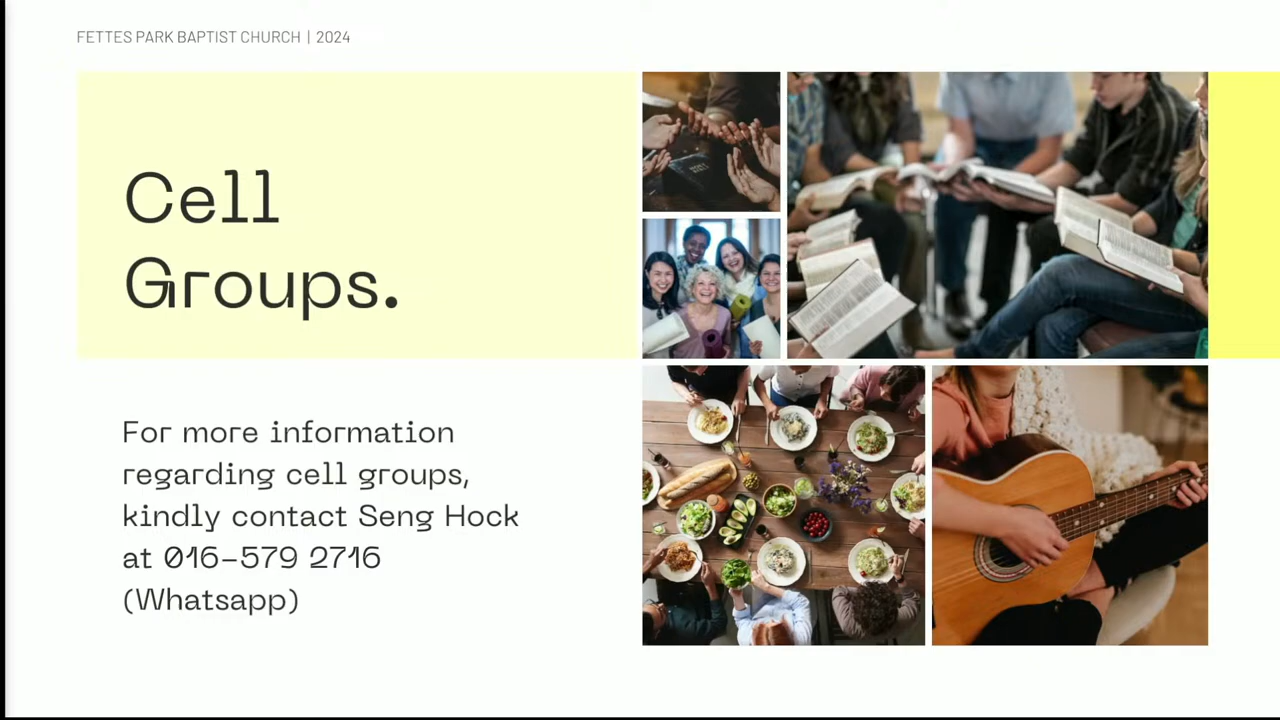 FETTES PARK BAPTIST CHURCH | 2024
Cell
Groups.
For more information
regarding cell groups,
kindly contact Seng Hock
at 016-579 2716
(Whatsapp)